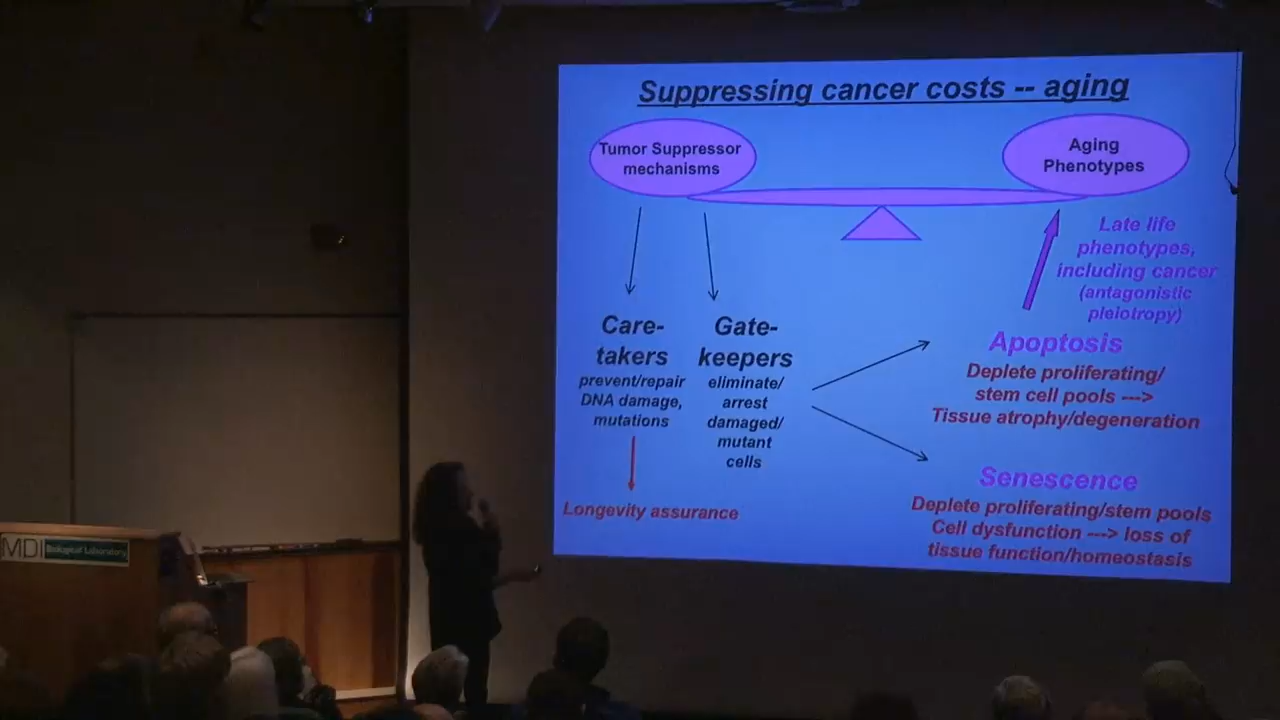 Suppressing cancer costs -- aging
Tumor Suppressor
mechanisms
Aging
Phenotypes
Late life
phenotypes,
including cancer
(antagonistic
pleiotropy)
Care-
takers
prevent/repair
DNA damage,
mutations
Longevity assurance
Gate-
keepers
eliminate/
arrest
damaged/
mutant
cells
Apoptosis
Deplete proliferating/
stem cell pools --->
Tissue atrophy/degeneration
Senescence
Deplete proliferating/stem pools
Cell dysfunction ---> loss of
tissue function/homeostasis
MDI Biological Laboratory